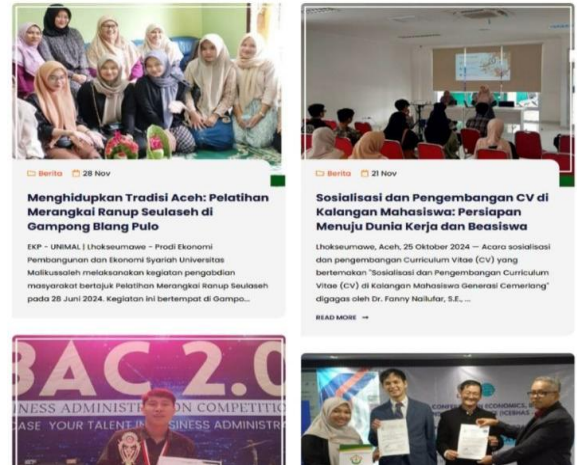 Berita 28 Nov
Menghidupkan Tradisi Aceh: Pelatihan
Merangkai Ranup Seulaseh di
Gampong Blang Pulo
EKP - UNIMAL | Lhokseumawe - Prodi Ekonomi
Pembangunan dan Ekonomi Syariah Universitas
Malikussaleh melaksanakan kegiatan pengabdian
masyarakat bertajuk Pelatihan Merangkai Ranup Seulaseh
pada 28 Juni 2024. Kegiatan ini bertempat di Gampo...
Berita 21 Nov
Sosialisasi dan Pengembangan CV di
Kalangan Mahasiswa: Persiapan
Menuju Dunia Kerja dan Beasiswa
Lhokseumawe, Aceh, 25 Oktober 2024 — Acara sosialisasi
dan pengembangan Curriculum Vitae (CV) yang
bertemakan "Sosialisasi dan Pengembangan Curriculum
Vitae (CV) di Kalangan Mahasiswa Generasi Cemerlang"
digagas oleh Dr. Fanny Nailufar, S.E., ...
READ MORE →
BAC 2.0
INESS ADMINISTRATION COMPETITIO
CASE YOUR TALENT IN BUSINESS ADMINISTRA
CONFE ECONOMICS,